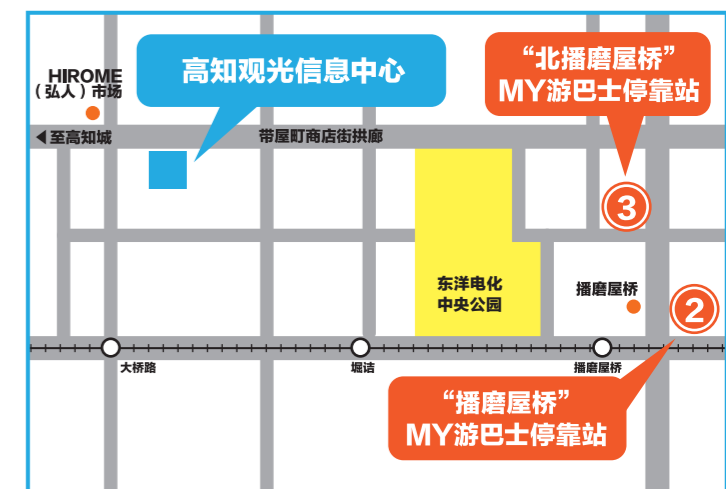 HIROME
（弘人）市场
高知观光信息中心
“北播磨屋桥”
MY游巴士停靠站
至高知城
带屋町商店街拱廊
3
东洋电化
中央公园
播磨屋桥
2
大桥路
堀诘
播磨屋桥
“播磨屋桥”
MY游巴士停靠站